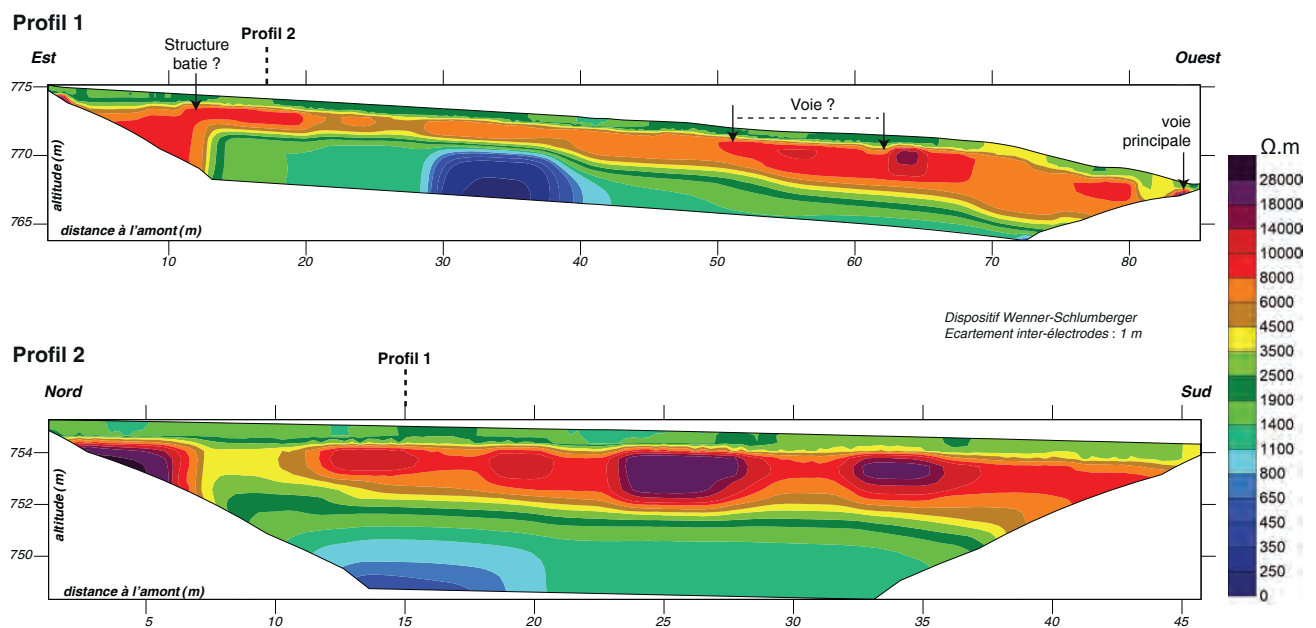 Profil 1
Est
Structure
batie ?
Profil 2
Voie ?
Ouest
voie
principale
775
770
765
altitude (m)
distance à l'amont (m)
10 20 30 40 50 60 70 80
Ω.m
28000
18000
14000
10000
8000
6000
4500
3500
2500
1900
1400
1100
800
650
450
350
250
0
Dispositif Wenner-Schlumberger
Ecartement inter-électrodes : 1 m
Profil 2
Nord
Profil 1
Sud
754
752
750
altitude (m)
distance à l'amont (m)
5 10 15 20 25 30 35 40 45